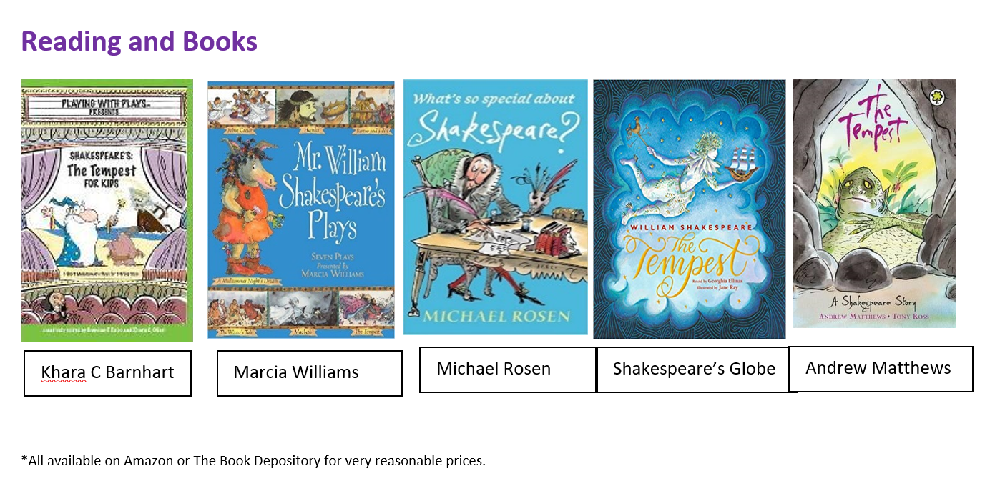 Reading and Books
PLAYING WITH PLAYS
PRESENTS
SHAKESPEARE'S:
The Tempest
FOR KIDS
Julius Caesar
Hamlet
Romeo and Juliet
Mr. William
Shakespeare's
Plays
SEVEN PLAYS
Presented by
MARCIA WILLIAMS
A Midsummer Night's Dream
The Winter's Tale
Macbeth
The Tempest
What's so special about
Shakespeare?
MICHAEL ROSEN
WILLIAM SHAKESPEARE
The
Tempest
Retold by Georghia Ellinas
Illustrated by Jane Ray
The
Tempest
A Shakespeare Story
ANDREW MATTHEWS • TONY ROSS
Khara C Barnhart
Marcia Williams
Michael Rosen
Shakespeare’s Globe
Andrew Matthews
*All available on Amazon or The Book Depository for very reasonable prices.